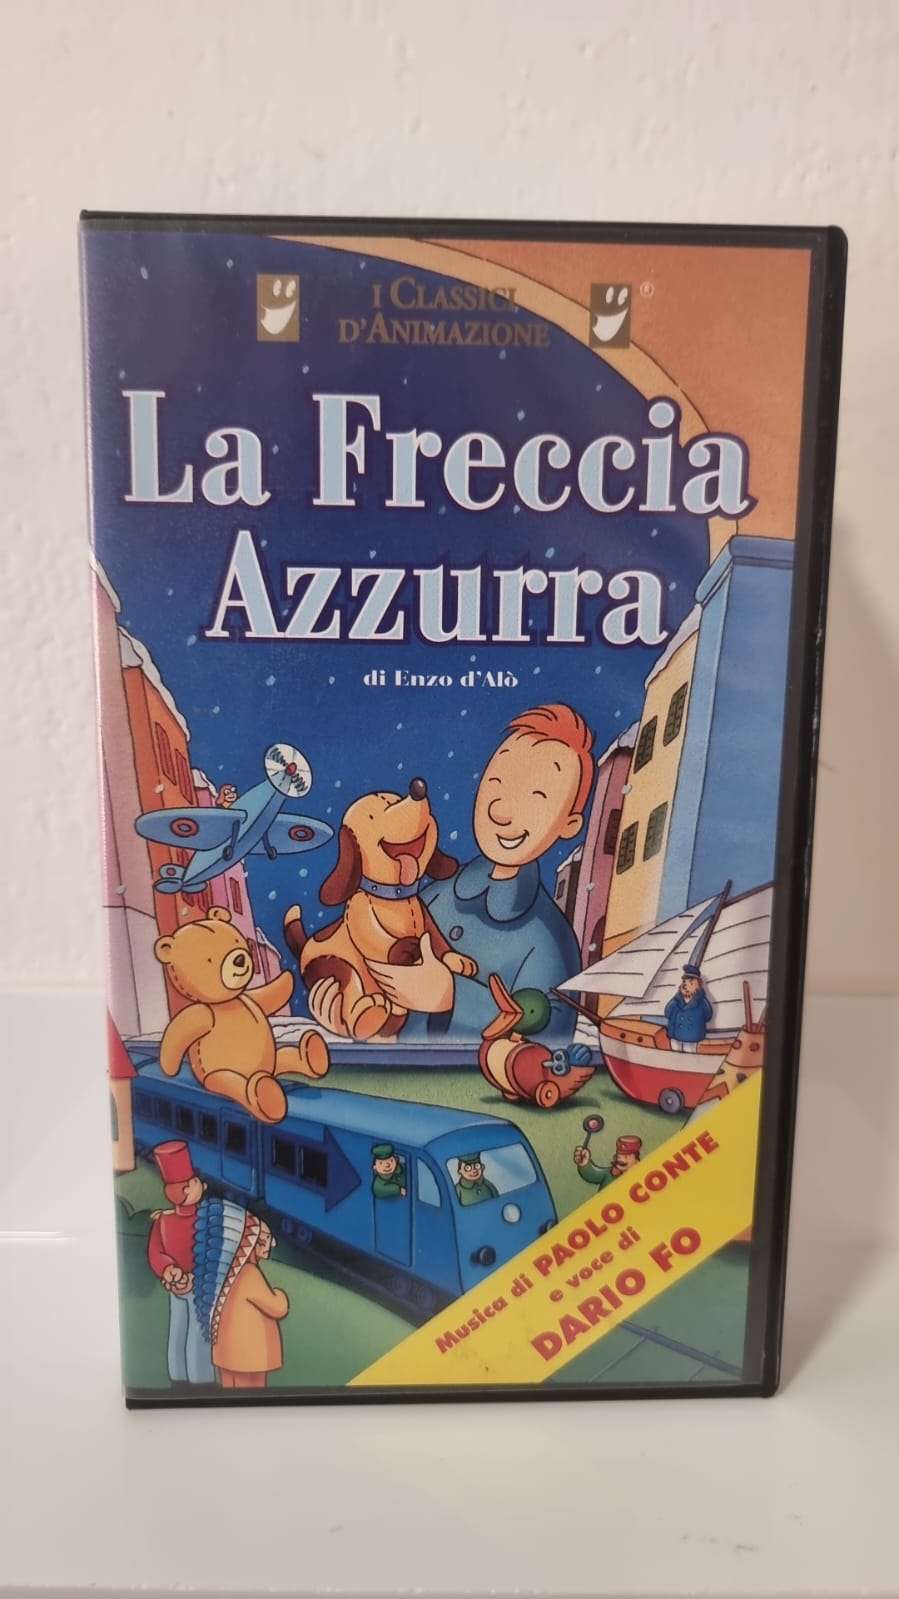 I CLASSICI
D'ANIMAZIONE
®
La Freccia
Azzurra
di Enzo d'Alò
Musica di PAOLO CONTE
e voce di
DARIO FO